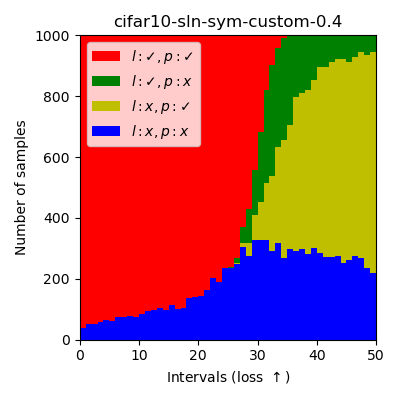 cifar10-sln-sym-custom-0.4
1000
800
600
400
200
0
Number of samples
l:✓,p:✓
l:✓,p:x
l:x,p:✓
l:x,p:x
0 10 20 30 40 50
Intervals (loss ↑)